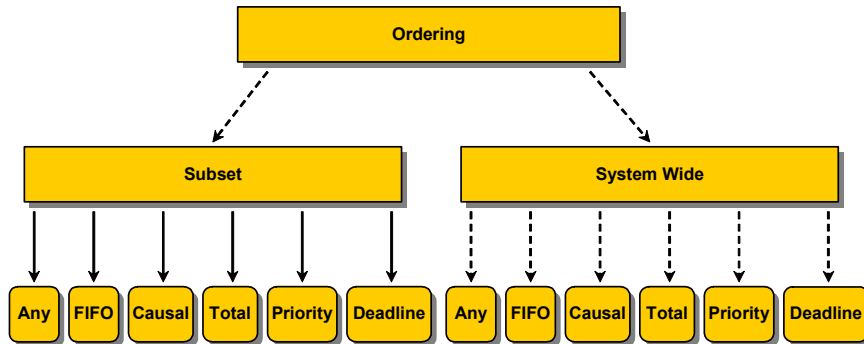 Ordering
Subset
System Wide
Any
FIFO
Causal
Total
Priority
Deadline
Any
FIFO
Causal
Total
Priority
Deadline